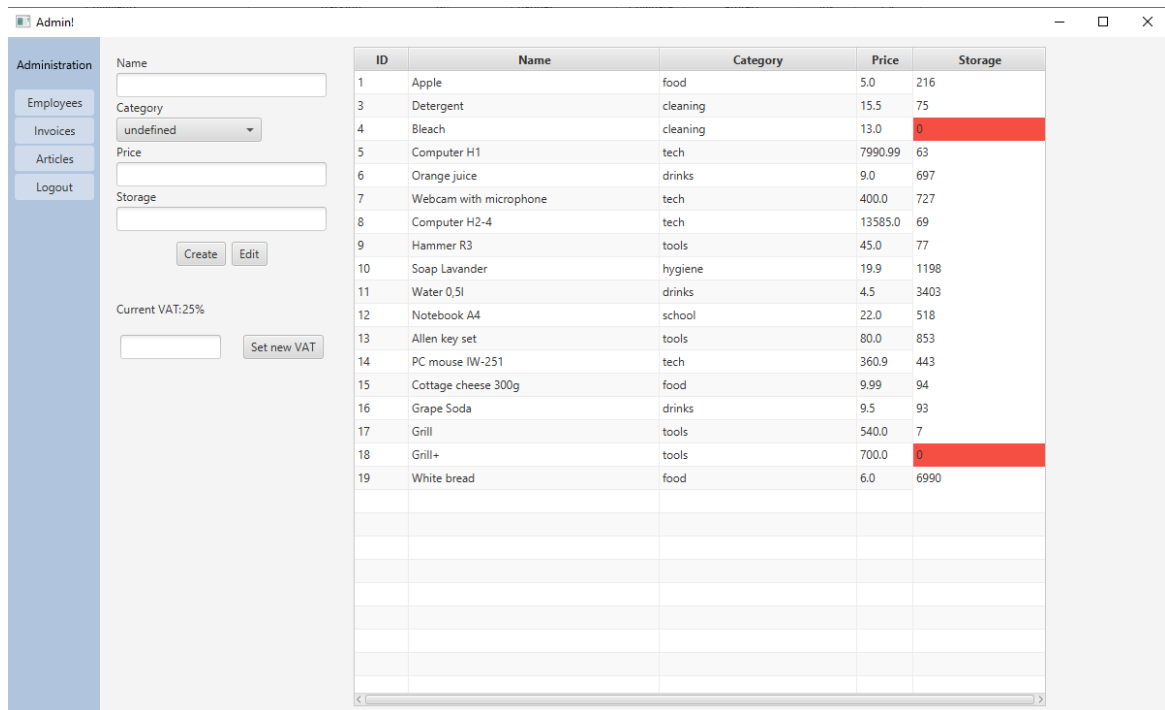 Admin!
Administration
Employees
Invoices
Articles
Logout
Name
Category
undefined
Price
Storage
Create Edit
Current VAT:25%
Set new VAT
ID Name Category Price Storage
1 Apple food 5.0 216
3 Detergent cleaning 15.5 75
4 Bleach cleaning 13.0 0
5 Computer H1 tech 7990.99 63
6 Orange juice drinks 9.0 697
7 Webcam with microphone tech 400.0 727
8 Computer H2-4 tech 13585.0 69
9 Hammer R3 tools 45.0 77
10 Soap Lavander hygiene 19.9 1198
11 Water 0,5l drinks 4.5 3403
12 Notebook A4 school 22.0 518
13 Allen key set tools 80.0 853
14 PC mouse IW-251 tech 360.9 443
15 Cottage cheese 300g food 9.99 94
16 Grape Soda drinks 9.5 93
17 Grill tools 540.0 7
18 Grill+ tools 700.0 0
19 White bread food 6.0 6990